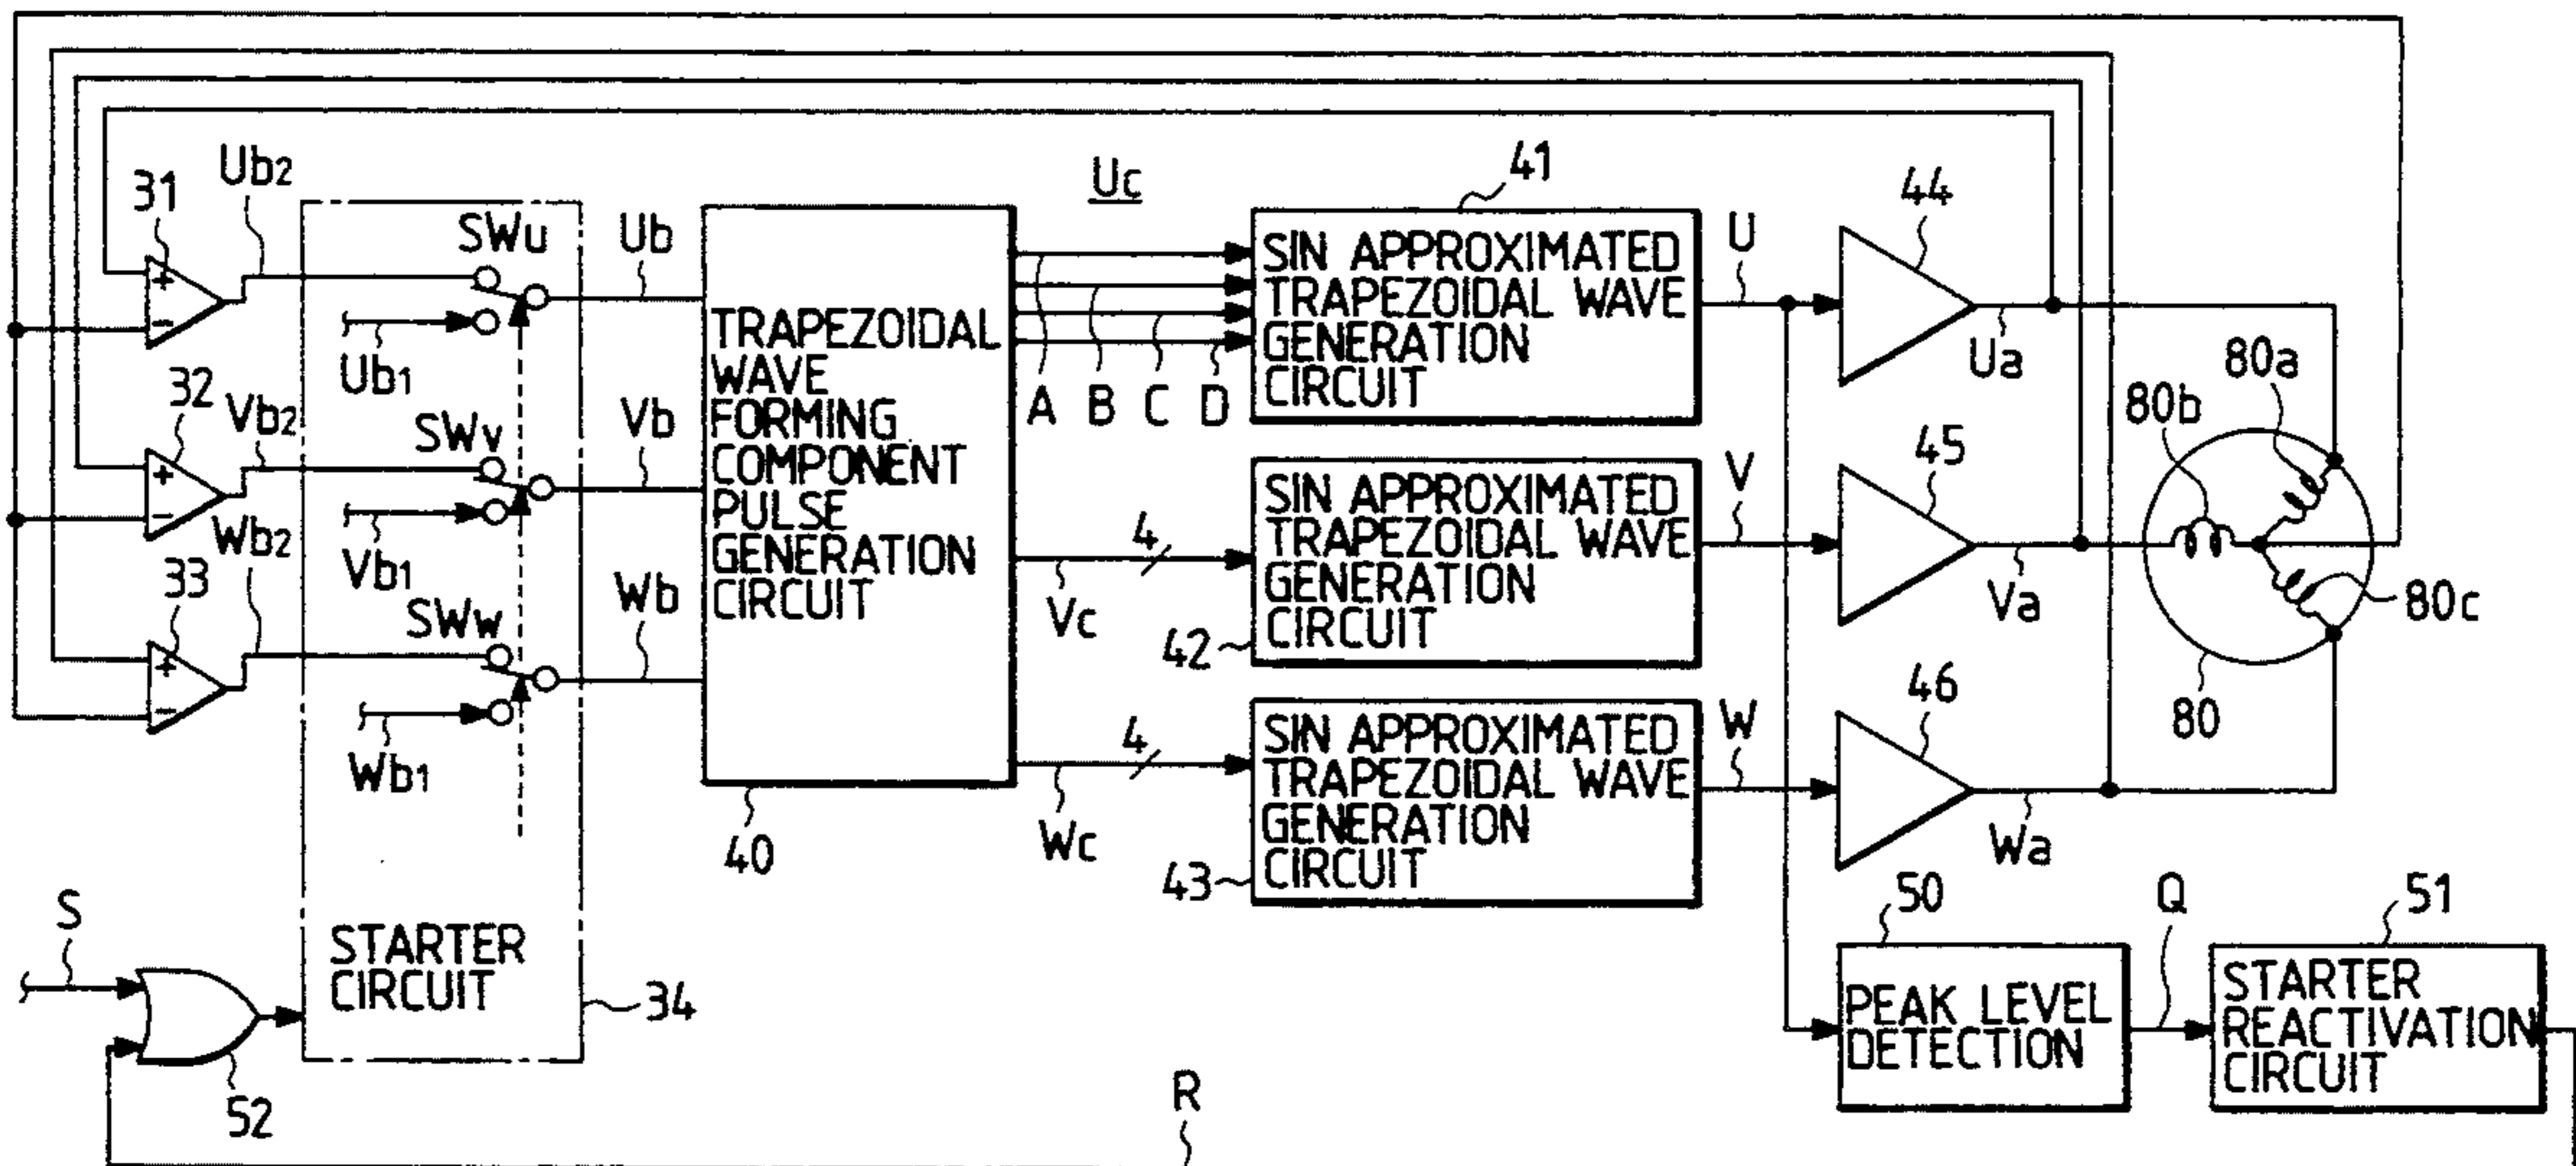 Uc
41
44
31
Ub2
SWu
Ub
U
Ua
80a
80b
+
−
Ub1
TRAPEZOIDAL
WAVE
FORMING
COMPONENT
PULSE
GENERATION
CIRCUIT
A
B
C
D
SIN APPROXIMATED
TRAPEZOIDAL WAVE
GENERATION
CIRCUIT
32
Vb2
SWv
Vb
45
V
Va
+
−
Vb1
4
Vc
SIN APPROXIMATED
TRAPEZOIDAL WAVE
GENERATION
CIRCUIT
42
80c
80
33
Wb2
SWw
Wb
46
W
Wa
+
−
Wb1
4
Wc
40
SIN APPROXIMATED
TRAPEZOIDAL WAVE
GENERATION
CIRCUIT
43
S
STARTER
CIRCUIT
34
52
50
Q
51
PEAK LEVEL
DETECTION
STARTER
REACTIVATION
CIRCUIT
R